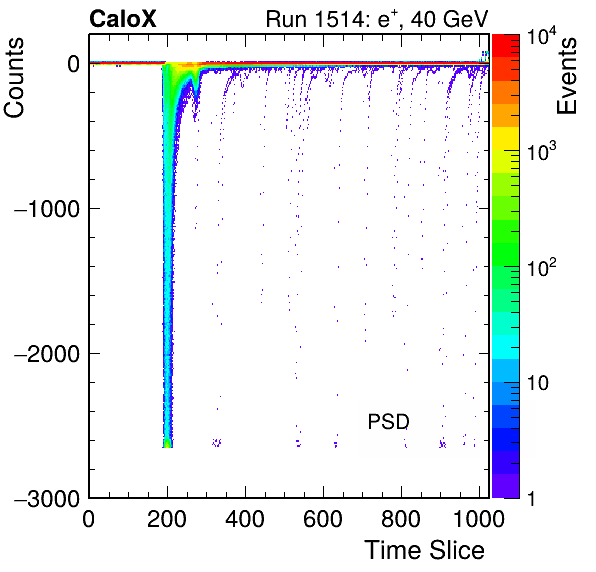 CaloX Run 1514: e⁺, 40 GeV
Counts
Events
0
−1000
−2000
−3000
0 200 400 600 800 1000
Time Slice
PSD
10⁴
10³
10²
10
1